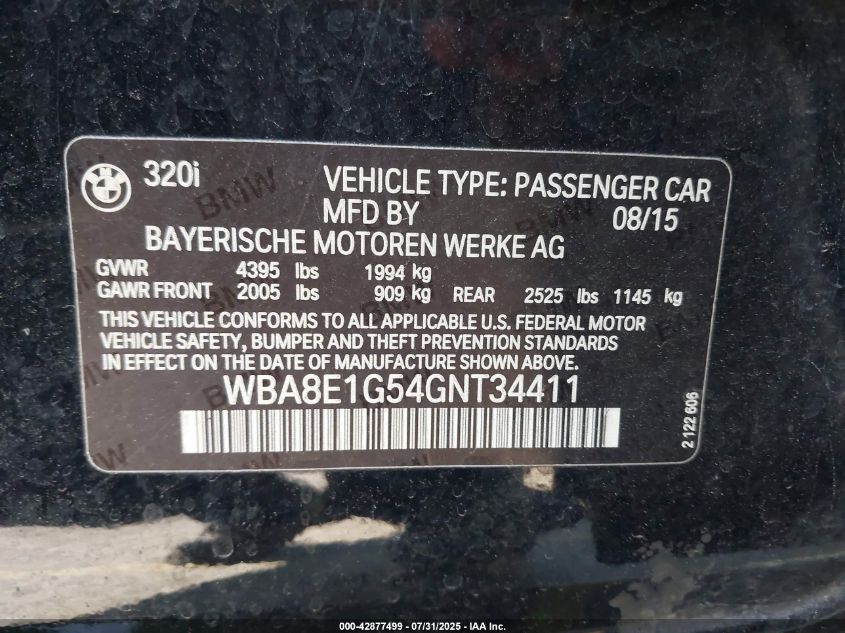 BMW
320i
VEHICLE TYPE: PASSENGER CAR
MFD BY 08/15
BAYERISCHE MOTOREN WERKE AG
GVWR 4395 lbs 1994 kg
GAWR FRONT 2005 lbs 909 kg REAR 2525 lbs 1145 kg
THIS VEHICLE CONFORMS TO ALL APPLICABLE U.S. FEDERAL MOTOR
VEHICLE SAFETY, BUMPER AND THEFT PREVENTION STANDARDS
IN EFFECT ON THE DATE OF MANUFACTURE SHOWN ABOVE.
WBA8E1G54GNT34411
2 122 606
000-42877499 - 07/31/2025 - IAA Inc.